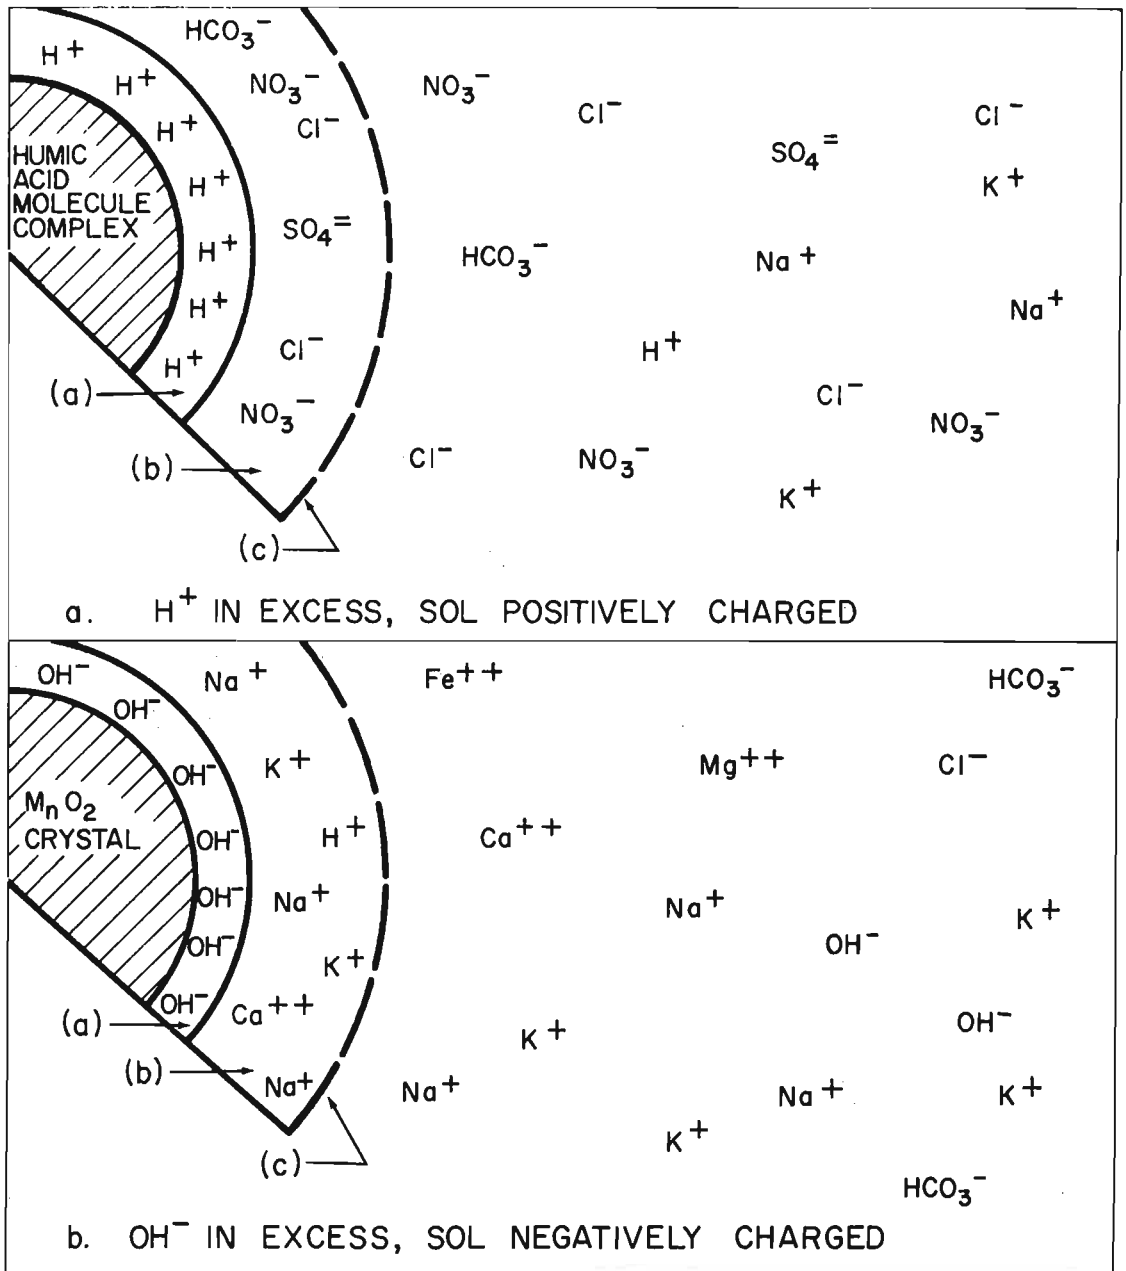 HCO₃⁻
H⁺
H⁺
NO₃⁻
NO₃⁻
Cl⁻
Cl⁻
H⁺
Cl⁻
HUMIC
ACID
MOLECULE
COMPLEX
SO₄⁼
H⁺
K⁺
SO₄⁼
H⁺
HCO₃⁻
Na⁺
H⁺
Na⁺
Cl⁻
H⁺
H⁺
(a)
Cl⁻
NO₃⁻
NO₃⁻
(b)
Cl⁻
NO₃⁻
K⁺
(c)
a. H⁺ IN EXCESS, SOL POSITIVELY CHARGED
OH⁻
Na⁺
Fe⁺⁺
HCO₃⁻
OH⁻
OH⁻
K⁺
Mg⁺⁺
Cl⁻
MnO₂
CRYSTAL
OH⁻
H⁺
Ca⁺⁺
OH⁻
Na⁺
Na⁺
K⁺
OH⁻
K⁺
OH⁻
OH⁻
Ca⁺⁺
(a)
K⁺
OH⁻
(b)
Na⁺
Na⁺
Na⁺
K⁺
K⁺
(c)
HCO₃⁻
b. OH⁻ IN EXCESS, SOL NEGATIVELY CHARGED